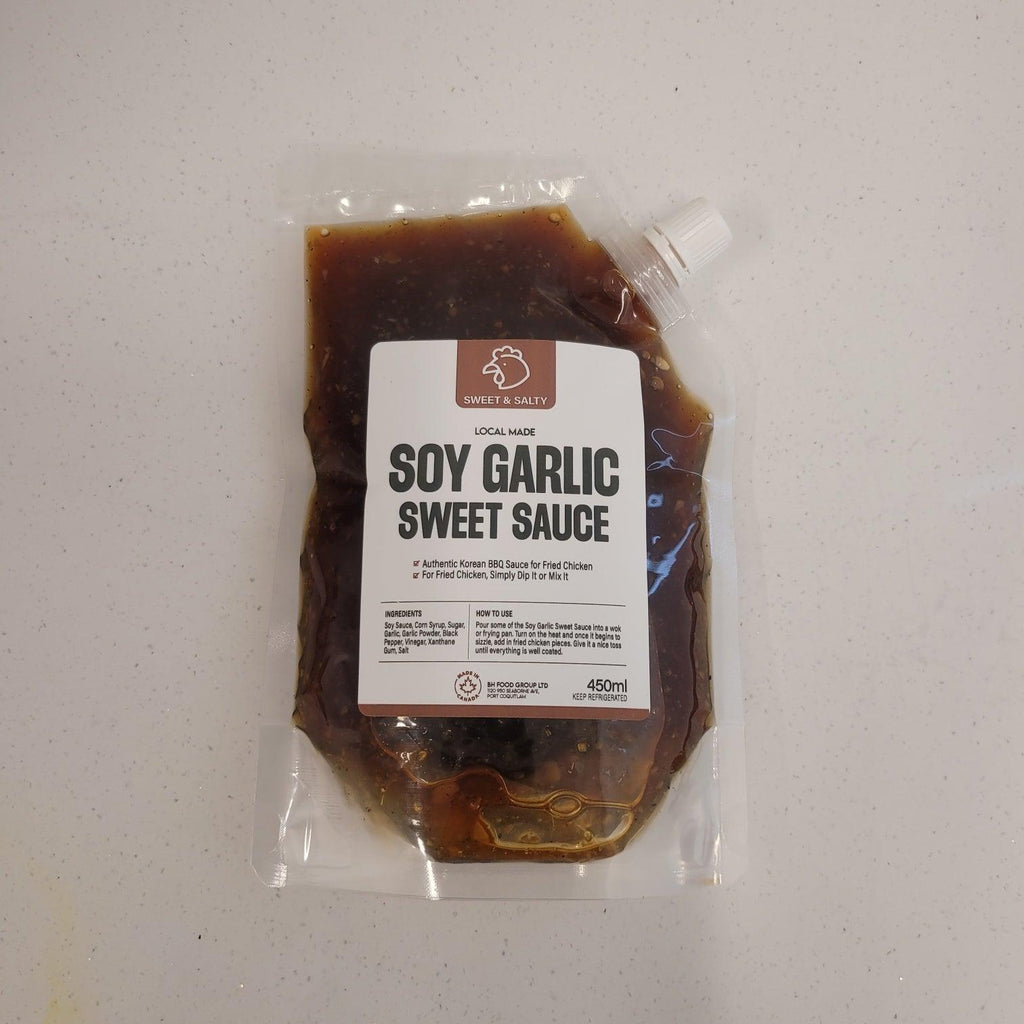 SWEET & SALTY
LOCAL MADE
SOY GARLIC
SWEET SAUCE
Authentic Korean BBQ Sauce for Fried Chicken
For Fried Chicken, Simply Dip It or Mix It
INGREDIENTS
Soy Sauce, Corn Syrup, Sugar,
Garlic, Garlic Powder, Black
Pepper, Vinegar, Xanthane
Gum, Salt
HOW TO USE
Pour some of the Soy Garlic Sweet Sauce into a wok
or frying pan. Turn on the heat and once it begins to
sizzle, add in fried chicken pieces. Give it a nice toss
until everything is well coated.
MADE IN
CANADA
BH FOOD GROUP LTD
1120 950 SEABORNE AVE,
PORT COQUITLAM
450ml
KEEP REFRIGERATED